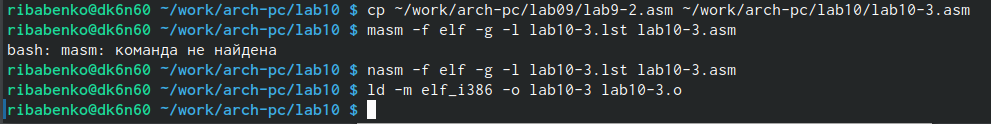 ribabenko@dk6n60 ~/work/arch-pc/lab10 $ cp ~/work/arch-pc/lab09/lab9-2.asm ~/work/arch-pc/lab10/lab10-3.asm
ribabenko@dk6n60 ~/work/arch-pc/lab10 $ masm -f elf -g -l lab10-3.lst lab10-3.asm
bash: masm: команда не найдена
ribabenko@dk6n60 ~/work/arch-pc/lab10 $ nasm -f elf -g -l lab10-3.lst lab10-3.asm
ribabenko@dk6n60 ~/work/arch-pc/lab10 $ ld -m elf_i386 -o lab10-3 lab10-3.o
ribabenko@dk6n60 ~/work/arch-pc/lab10 $